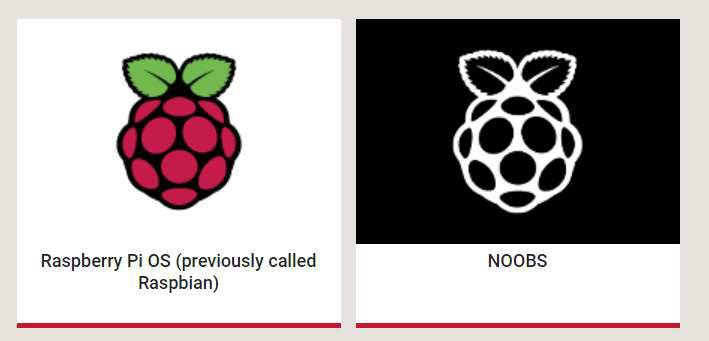 Raspberry Pi OS (previously called
Raspbian)
NOOBS